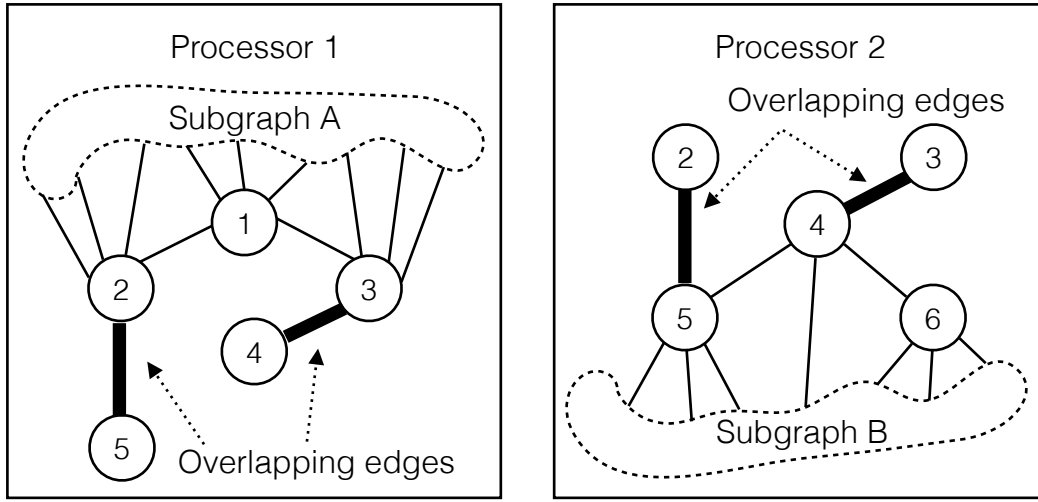 Processor 1
Subgraph A
1
2
3
4
5
Overlapping edges
Processor 2
Overlapping edges
2
3
4
5
6
Subgraph B